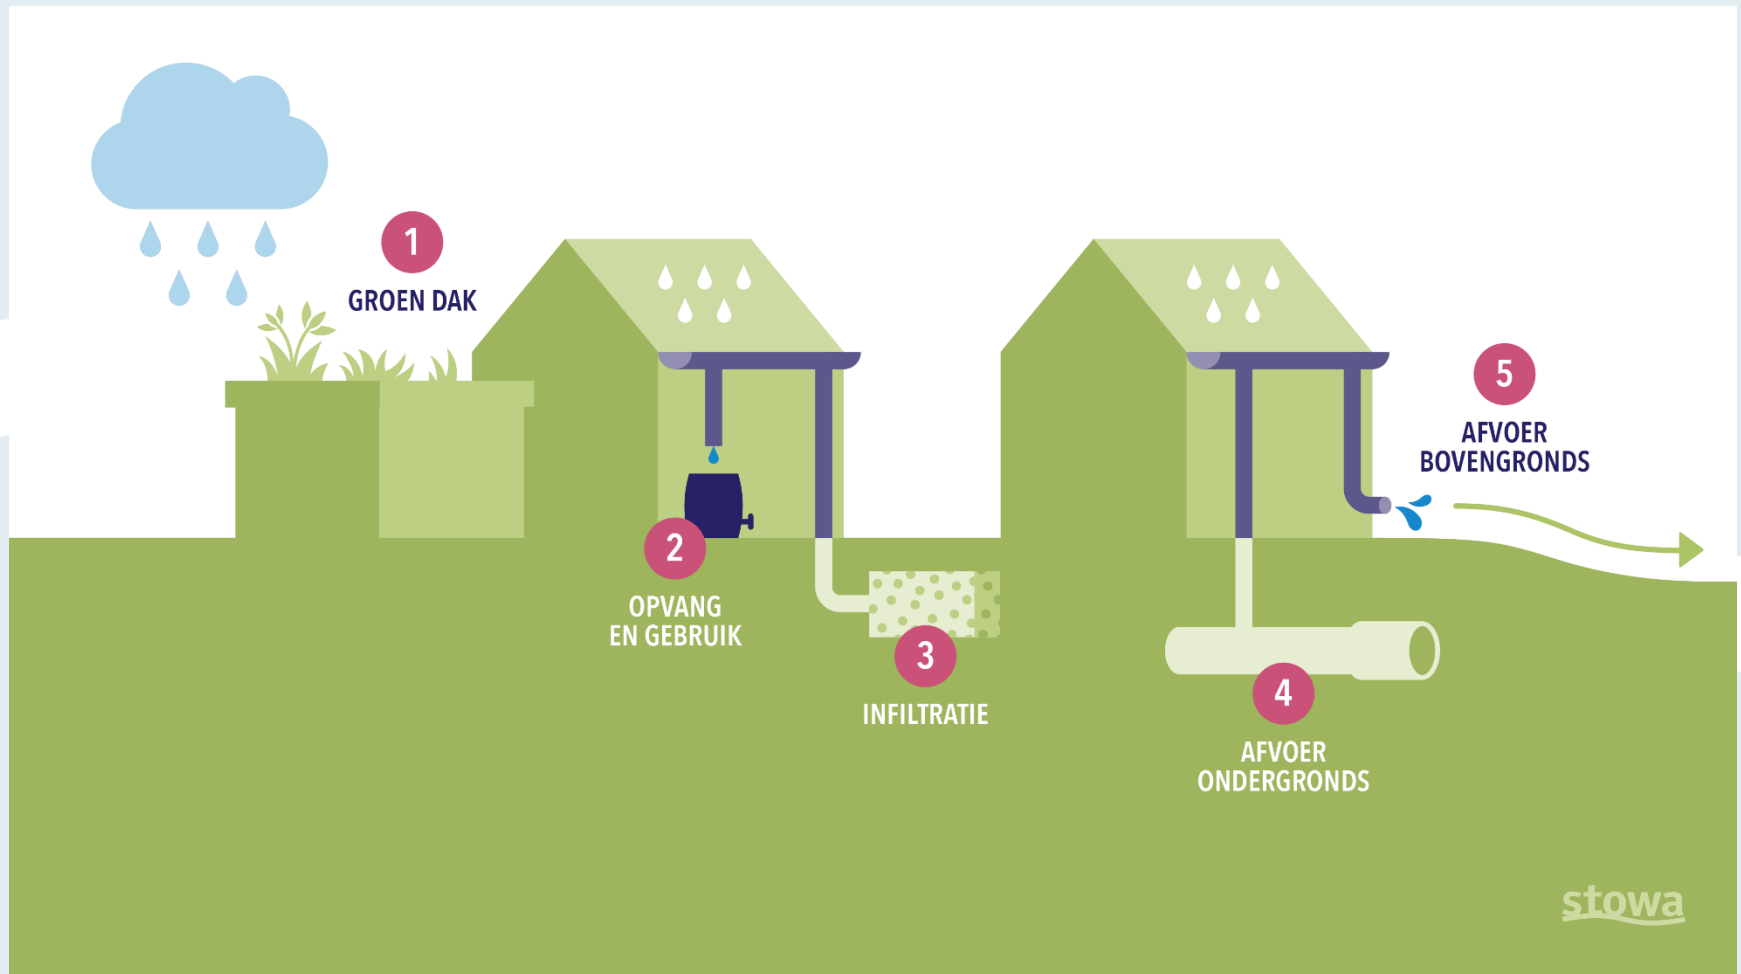 1
GROEN DAK
2
OPVANG
EN GEBRUIK
3
INFILTRATIE
4
AFVOER
ONDERGRONDS
5
AFVOER
BOVENGRONDS
stowa